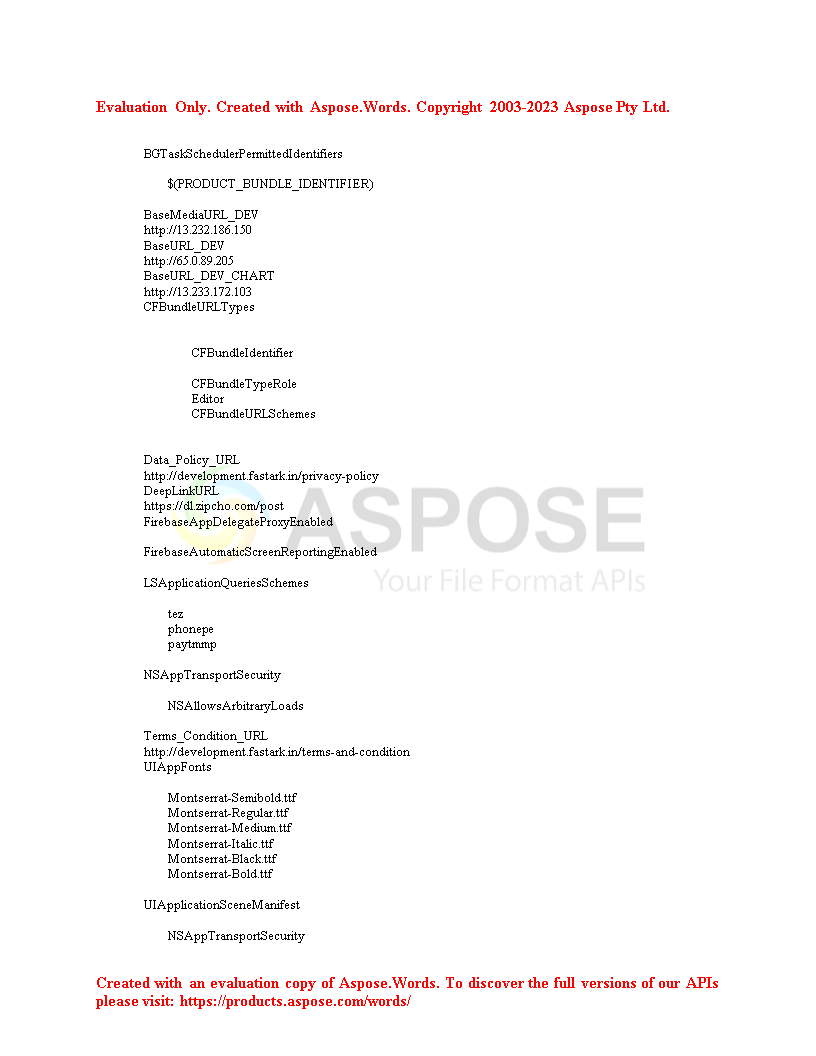 Evaluation Only. Created with Aspose.Words. Copyright 2003-2023 Aspose Pty Ltd.
BGTaskSchedulerPermittedIdentifiers
$(PRODUCT_BUNDLE_IDENTIFIER)
BaseMediaURL_DEV
http://13.232.186.150
BaseURL_DEV
http://65.0.89.205
BaseURL_DEV_CHART
http://13.233.172.103
CFBundleURLTypes
CFBundleIdentifier
CFBundleTypeRole
Editor
CFBundleURLSchemes
Data_Policy_URL
http://development.fastark.in/privacy-policy
DeepLinkURL
https://dl.zipcho.com/post
FirebaseAppDelegateProxyEnabled
ASPOSE
FirebaseAutomaticScreenReportingEnabled
Your File Format APIs
LSApplicationQueriesSchemes
tez
phonepe
paytmmp
NSAppTransportSecurity
NSAllowsArbitraryLoads
Terms_Condition_URL
http://development.fastark.in/terms-and-condition
UIAppFonts
Montserrat-Semibold.ttf
Montserrat-Regular.ttf
Montserrat-Medium.ttf
Montserrat-Italic.ttf
Montserrat-Black.ttf
Montserrat-Bold.ttf
UIApplicationSceneManifest
NSAppTransportSecurity
Created with an evaluation copy of Aspose.Words. To discover the full versions of our APIs
please visit: https://products.aspose.com/words/